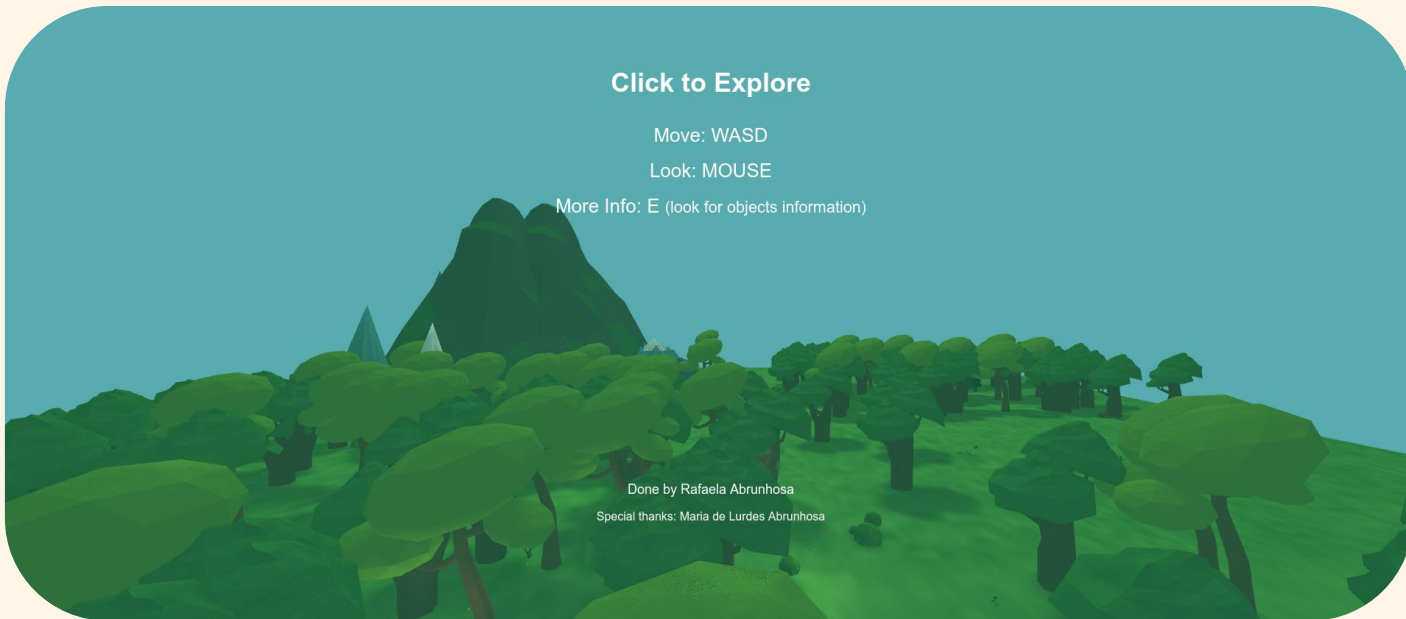 Click to Explore
Move: WASD
Look: MOUSE
More Info: E (look for objects information)
Done by Rafaela Abrunhosa
Special thanks: Maria de Lurdes Abrunhosa